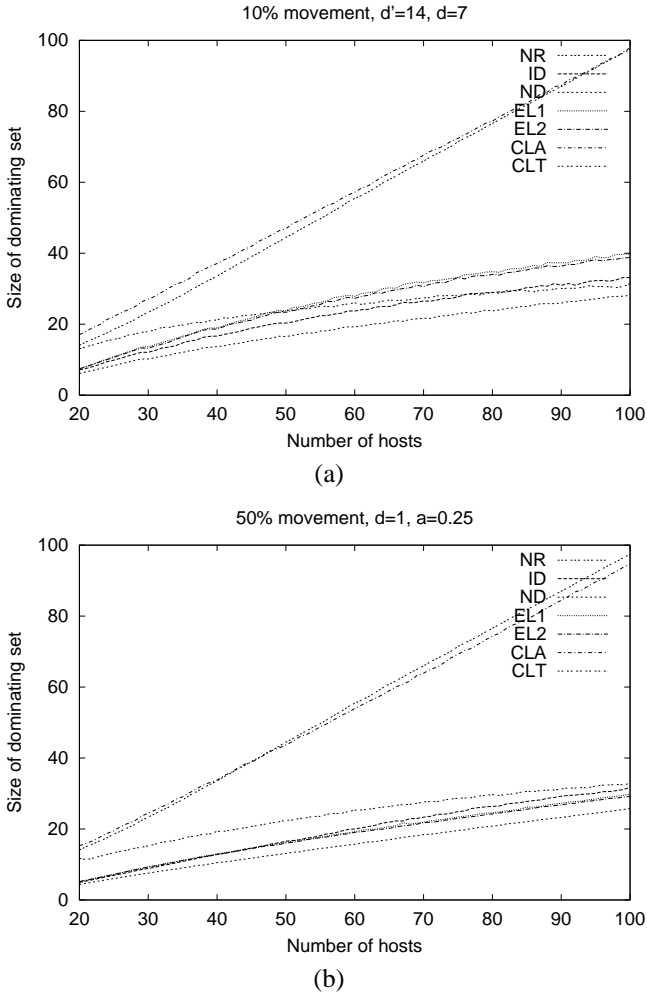 10% movement, d'=14, d=7
100
80
60
40
20
0
Size of dominating set
NR
ID
ND
EL1
EL2
CLA
CLT
20 30 40 50 60 70 80 90 100
Number of hosts
(a)
50% movement, d=1, a=0.25
100
80
60
40
20
0
Size of dominating set
NR
ID
ND
EL1
EL2
CLA
CLT
20 30 40 50 60 70 80 90 100
Number of hosts
(b)